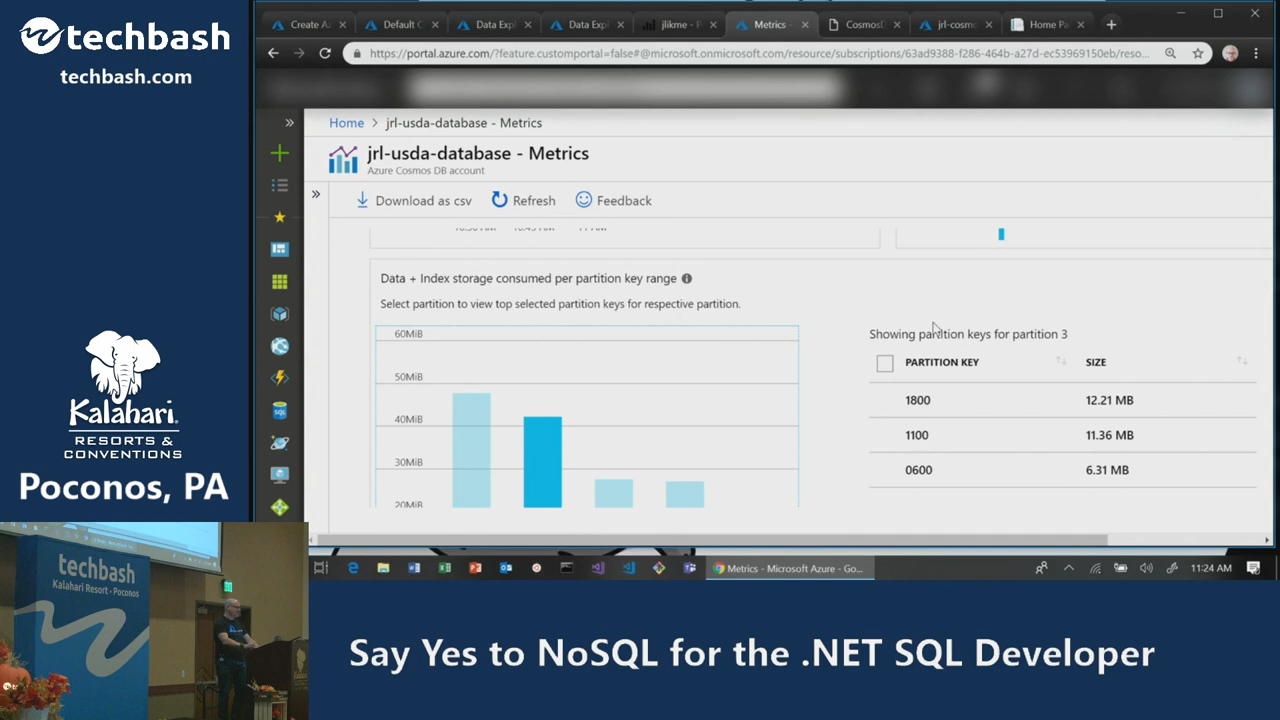 techbash
techbash.com
Kalahari
RESORTS &
CONVENTIONS
Poconos, PA
Create Az
Default C
Data Expl
Data Expl
jlikme - P
Metrics -
CosmosD
jrl-cosmo
Home Pa
https://portal.azure.com/?feature.customportal=false#@microsoft.onmicrosoft.com/resource/subscriptions/63ad9388-f286-464b-a27d-ec53969150eb/reso...
Home > jrl-usda-database - Metrics
jrl-usda-database - Metrics
Azure Cosmos DB account
Download as csv
Refresh
Feedback
Data + Index storage consumed per partition key range
Select partition to view top selected partition keys for respective partition.
60MiB
50MiB
40MiB
30MiB
20MiB
Showing partition keys for partition 3
PARTITION KEY SIZE
1800 12.21 MB
1100 11.36 MB
0600 6.31 MB
SQL
Metrics - Microsoft Azure - Go...
11:24 AM
techbash
Kalahari Resort - Poconos
Say Yes to NoSQL for the .NET SQL Developer